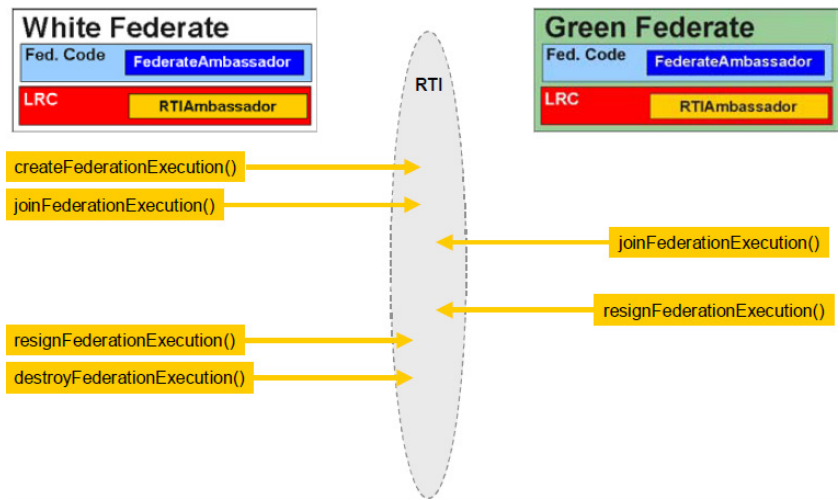 White Federate
Fed. Code
FederateAmbassador
LRC
RTIAmbassador
Green Federate
Fed. Code
FederateAmbassador
LRC
RTIAmbassador
RTI
createFederationExecution()
joinFederationExecution()
joinFederationExecution()
resignFederationExecution()
resignFederationExecution()
destroyFederationExecution()